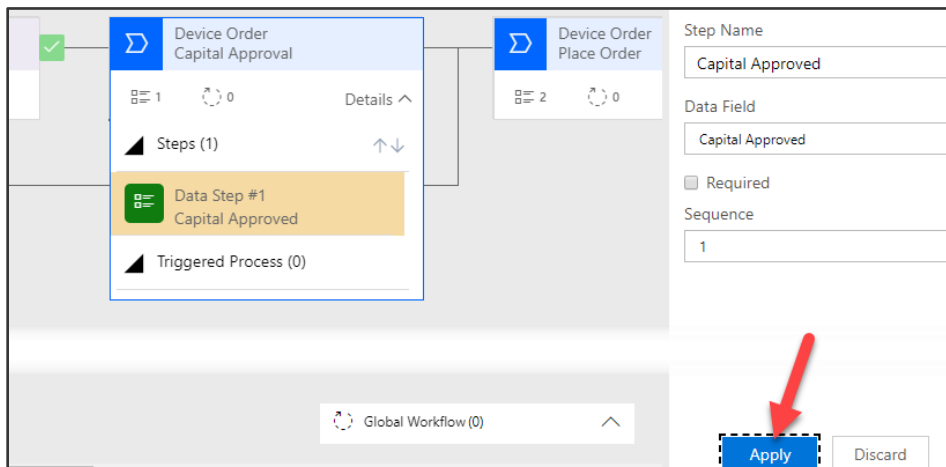 Device Order
Capital Approval
1
0
Details
Steps (1)
Data Step #1
Capital Approved
Triggered Process (0)
Device Order
Place Order
2
0
Global Workflow (0)
Step Name
Capital Approved
Data Field
Capital Approved
Required
Sequence
1
Apply
Discard